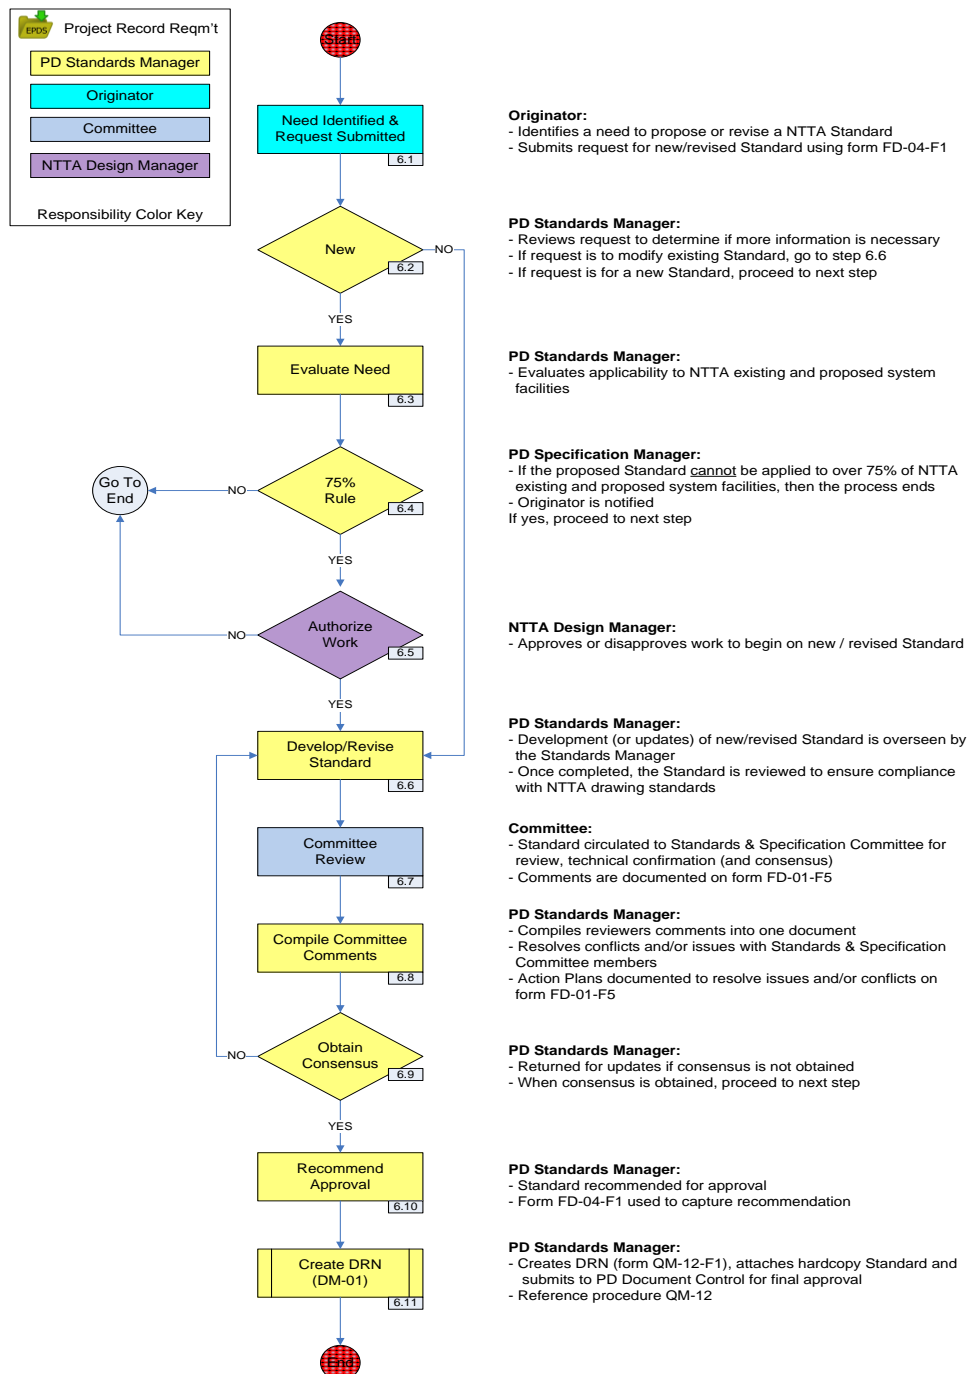 EPDS
Project Record Reqm't
PD Standards Manager
Originator
Committee
NTTA Design Manager
Responsibility Color Key
Start
Need Identified &
Request Submitted
6.1
Originator:
- Identifies a need to propose or revise a NTTA Standard
- Submits request for new/revised Standard using form FD-04-F1
New
NO
6.2
YES
PD Standards Manager:
- Reviews request to determine if more information is necessary
- If request is to modify existing Standard, go to step 6.6
- If request is for a new Standard, proceed to next step
Evaluate Need
6.3
PD Standards Manager:
- Evaluates applicability to NTTA existing and proposed system
facilities
75%
Rule
6.4
NO
Go To
End
YES
PD Specification Manager:
- If the proposed Standard cannot be applied to over 75% of NTTA
existing and proposed system facilities, then the process ends
- Originator is notified
If yes, proceed to next step
Authorize
Work
6.5
NO
YES
NTTA Design Manager:
- Approves or disapproves work to begin on new / revised Standard
Develop/Revise
Standard
6.6
PD Standards Manager:
- Development (or updates) of new/revised Standard is overseen by
the Standards Manager
- Once completed, the Standard is reviewed to ensure compliance
with NTTA drawing standards
Committee
Review
6.7
Committee:
- Standard circulated to Standards & Specification Committee for
review, technical confirmation (and consensus)
- Comments are documented on form FD-01-F5
Compile Committee
Comments
6.8
PD Standards Manager:
- Compiles reviewers comments into one document
- Resolves conflicts and/or issues with Standards & Specification
Committee members
- Action Plans documented to resolve issues and/or conflicts on
form FD-01-F5
Obtain
Consensus
6.9
NO
YES
PD Standards Manager:
- Returned for updates if consensus is not obtained
- When consensus is obtained, proceed to next step
Recommend
Approval
6.10
PD Standards Manager:
- Standard recommended for approval
- Form FD-04-F1 used to capture recommendation
Create DRN
(DM-01)
6.11
PD Standards Manager:
- Creates DRN (form QM-12-F1), attaches hardcopy Standard and
submits to PD Document Control for final approval
- Reference procedure QM-12
End